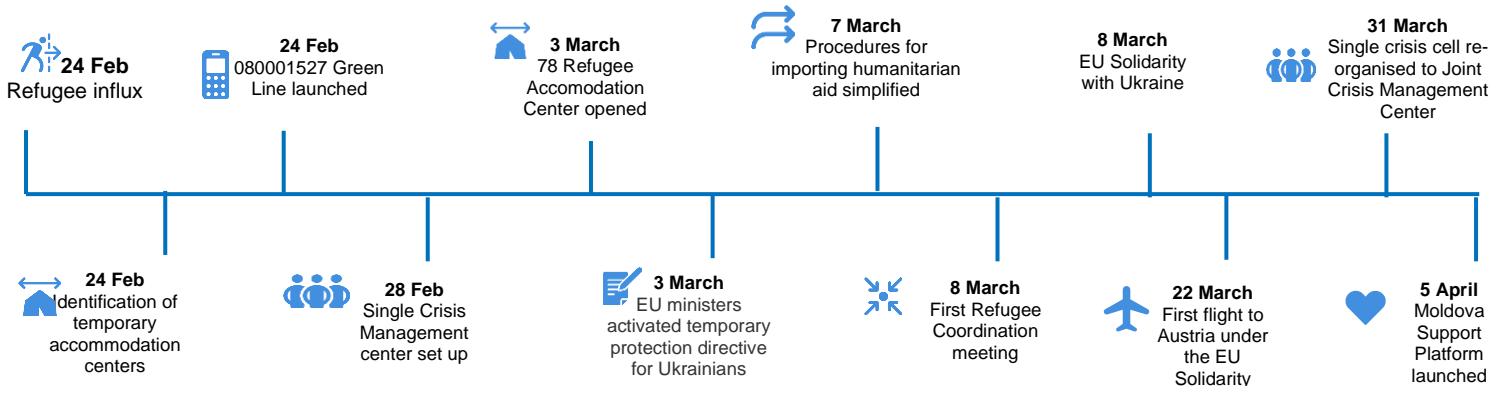 24 Feb
Refugee influx
24 Feb
080001527 Green
Line launched
3 March
78 Refugee
Accomodation
Center opened
7 March
Procedures for
importing humanitarian
aid simplified
8 March
EU Solidarity
with Ukraine
31 March
Single crisis cell re-
organised to Joint
Crisis Management
Center
24 Feb
Identification of
temporary
accommodation
centers
28 Feb
Single Crisis
Management
center set up
3 March
EU ministers
activated temporary
protection directive
for Ukrainians
8 March
First Refugee
Coordination
meeting
22 March
First flight to
Austria under
the EU
Solidarity
5 April
Moldova
Support
Platform
launched